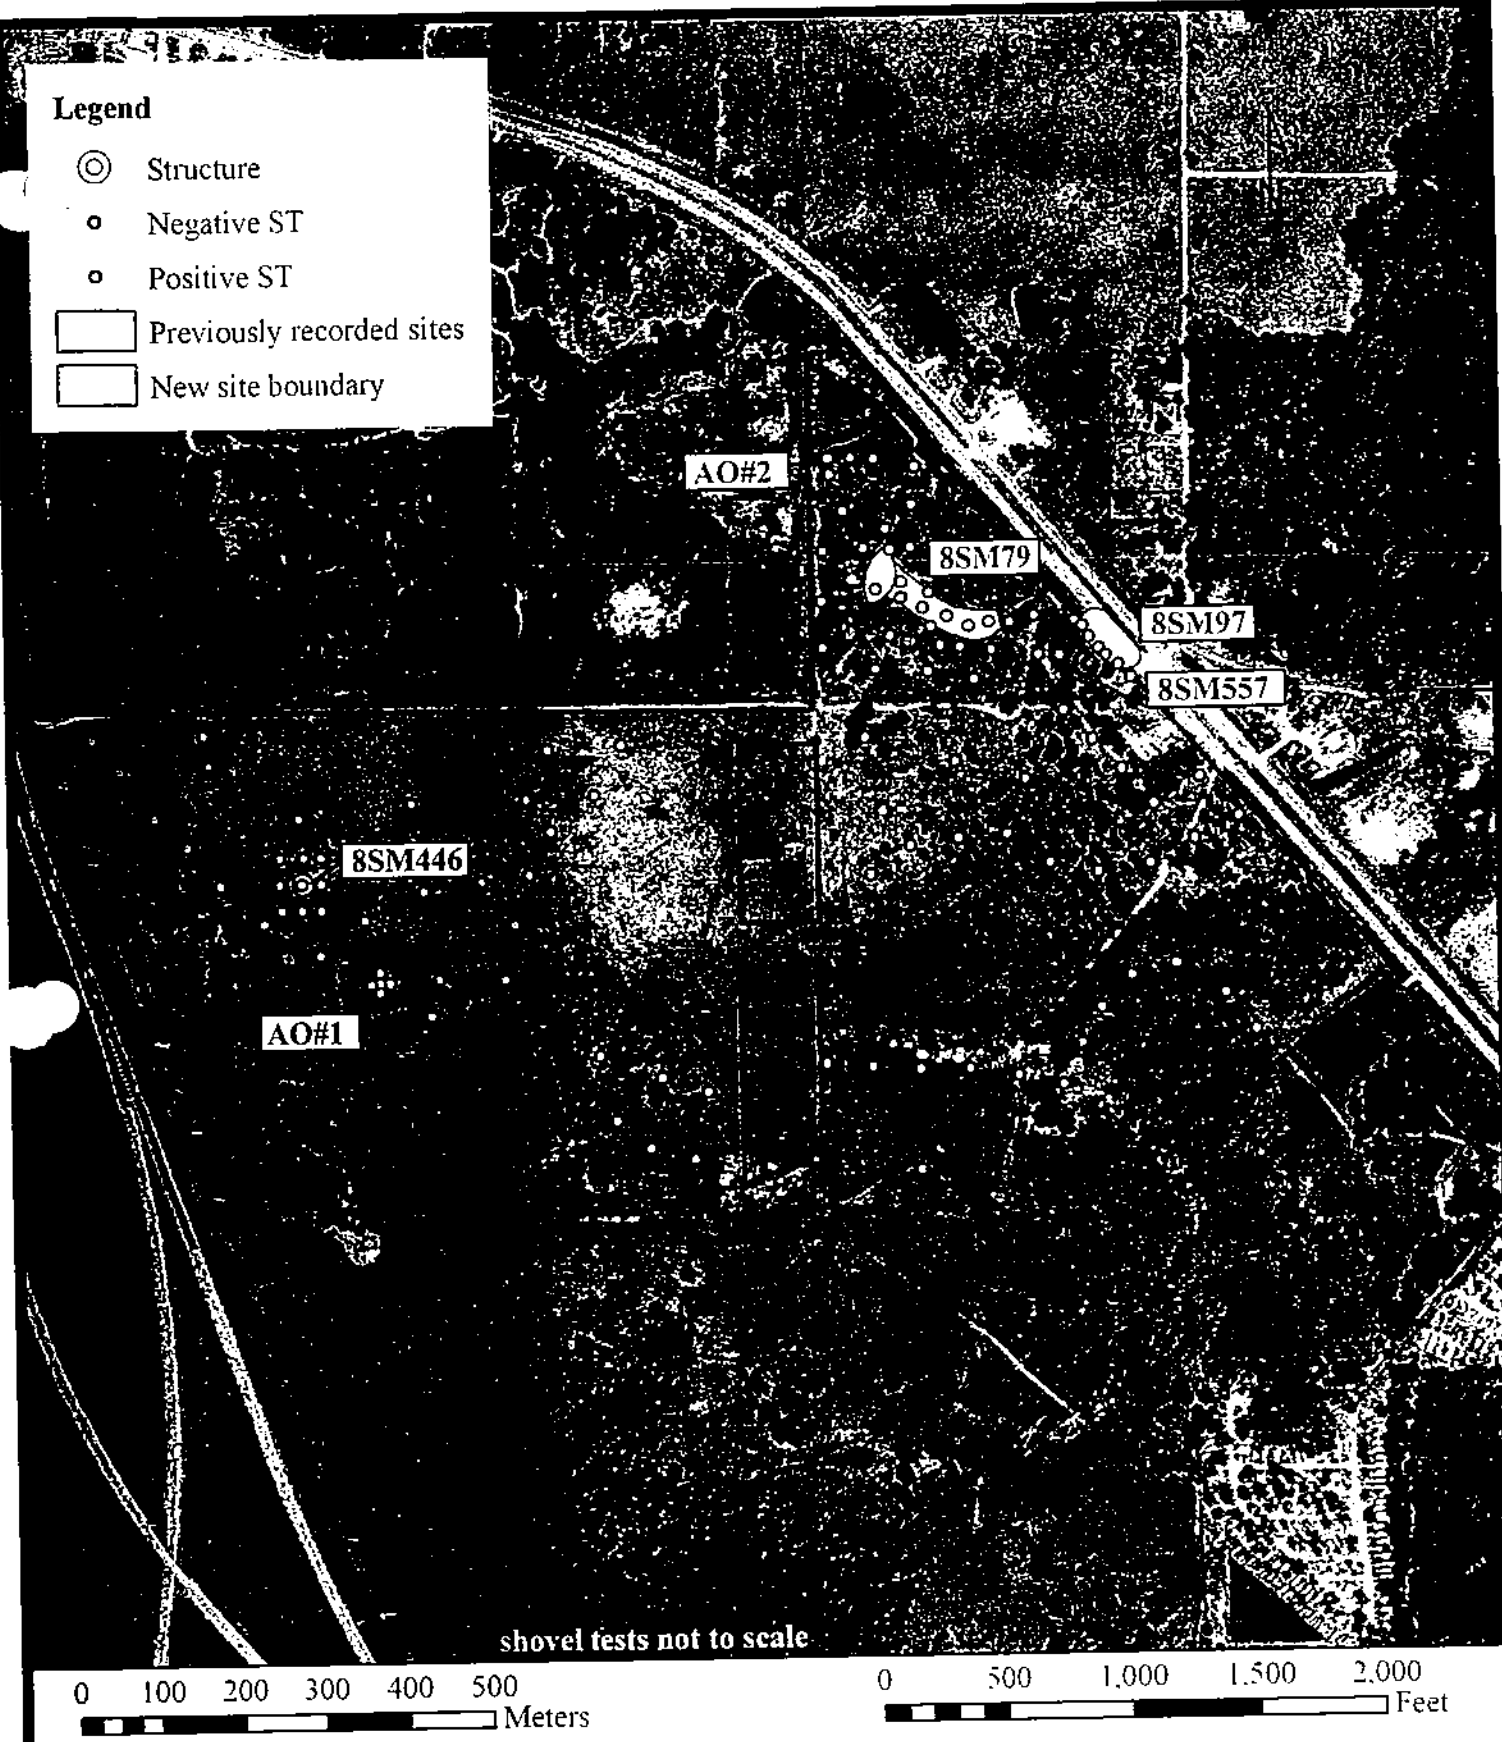 Legend
Structure
Negative ST
Positive ST
Previously recorded sites
New site boundary
AO#2
8SM79
8SM97
8SM557
8SM446
AO#1
shovel tests not to scale
0 100 200 300 400 500
Meters
0 500 1,000 1,500 2,000
Feet